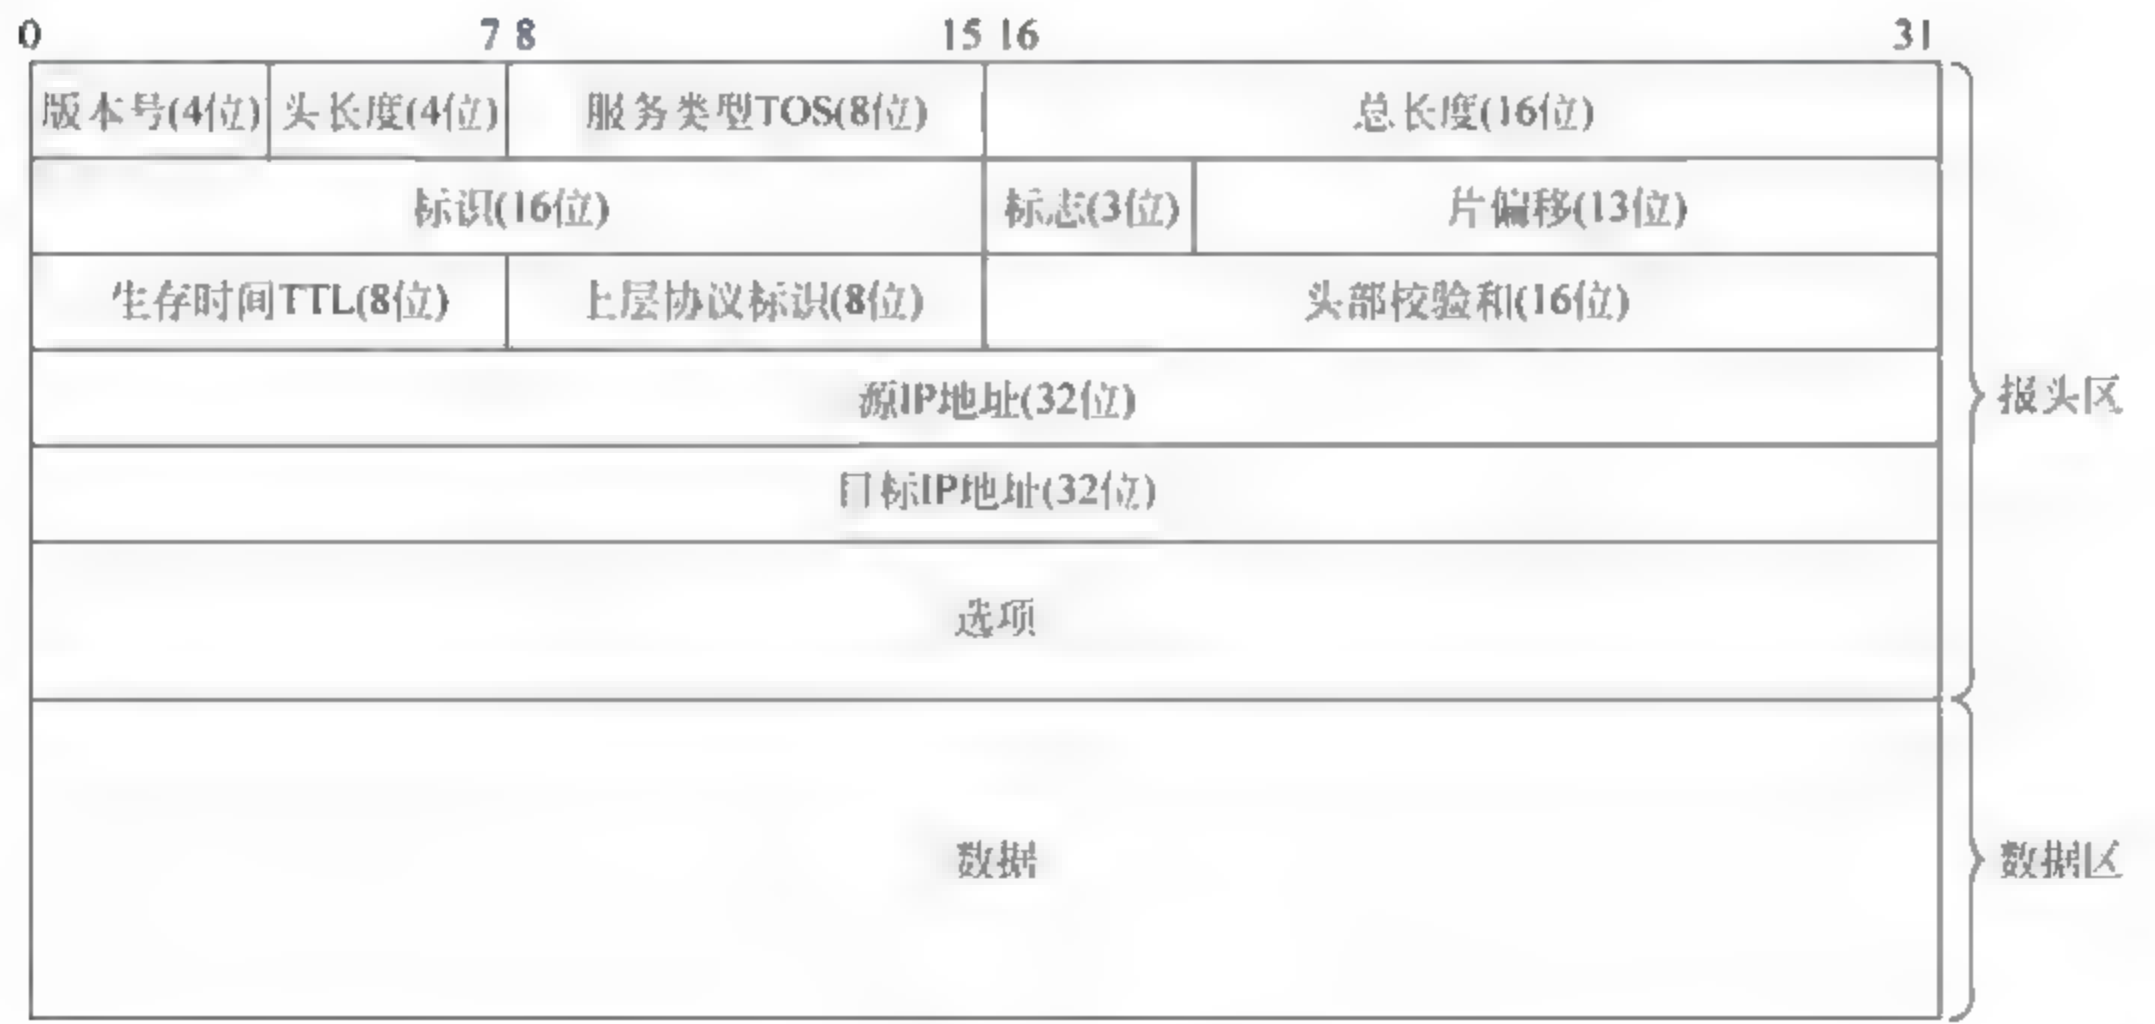 0 7 8 15 16 31
版本号(4位) 头长度(4位) 服务类型TOS(8位) 总长度(16位)
标识(16位) 标志(3位) 片偏移(13位)
生存时间TTL(8位) 上层协议标识(8位) 头部校验和(16位)
源IP地址(32位)
报头区
目标IP地址(32位)
选项
数据
数据区